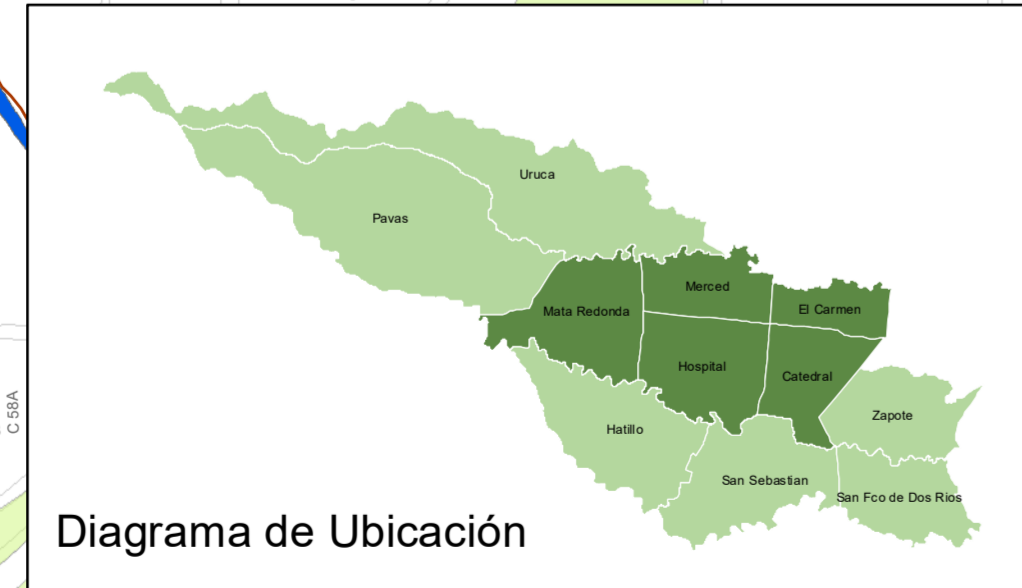 Uruca
Pavas
Merced
Mata Redonda
El Carmen
Hospital
Catedral
C 58A
Zapote
Hatillo
San Sebastian
San Fco de Dos Rios
Diagrama de Ubicación